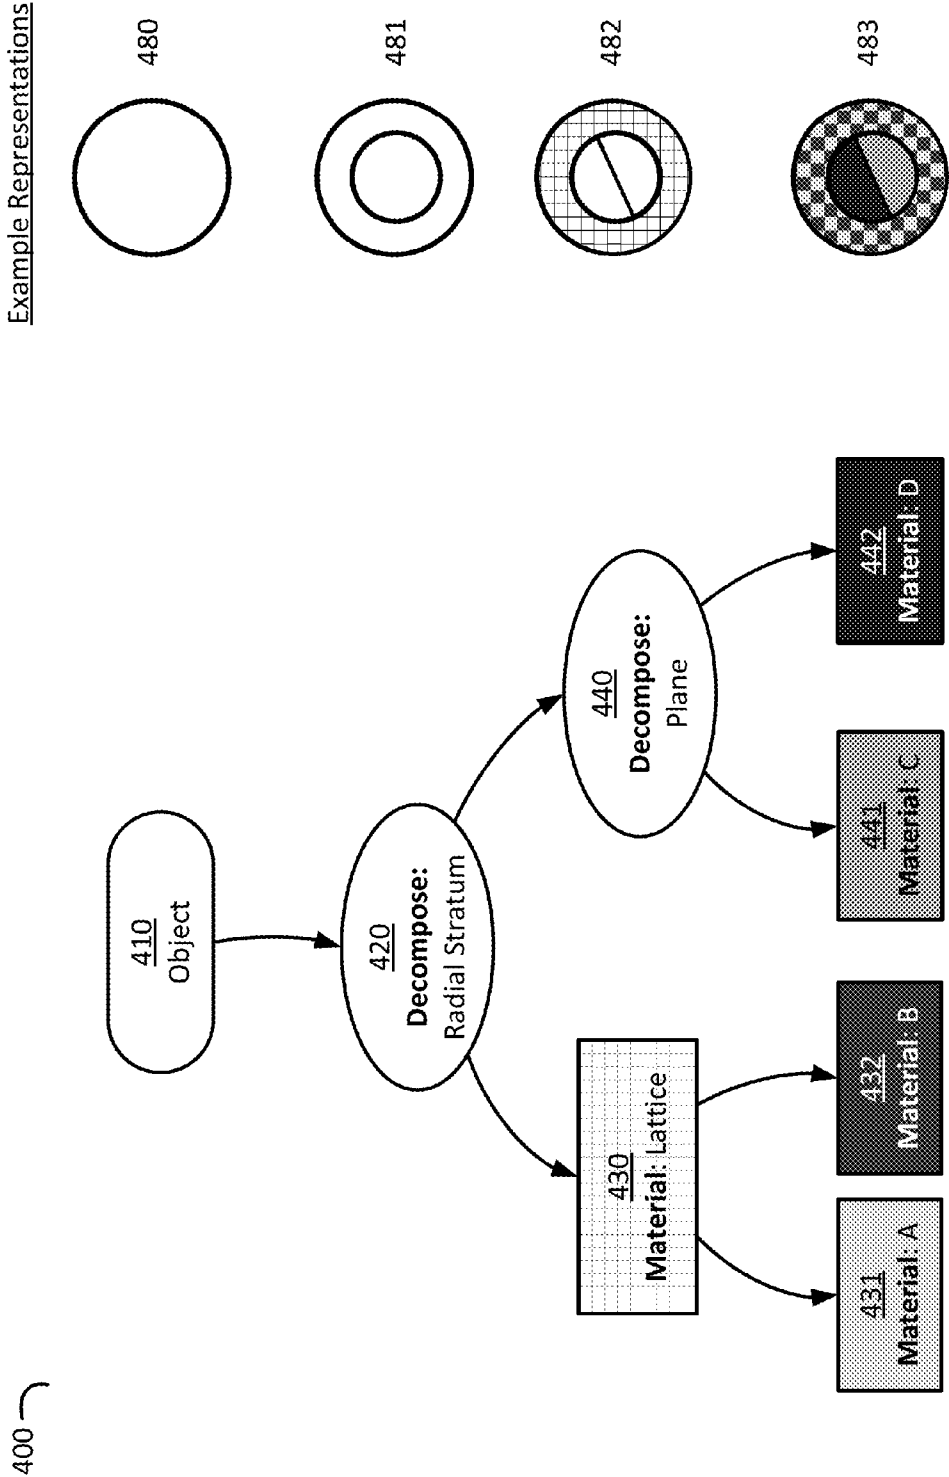 400
Example Representations
410
Object
480
420
Decompose:
Radial Stratum
481
430
Material: Lattice
440
Decompose:
Plane
482
431
Material: A
432
Material: B
441
Material: C
442
Material: D
483